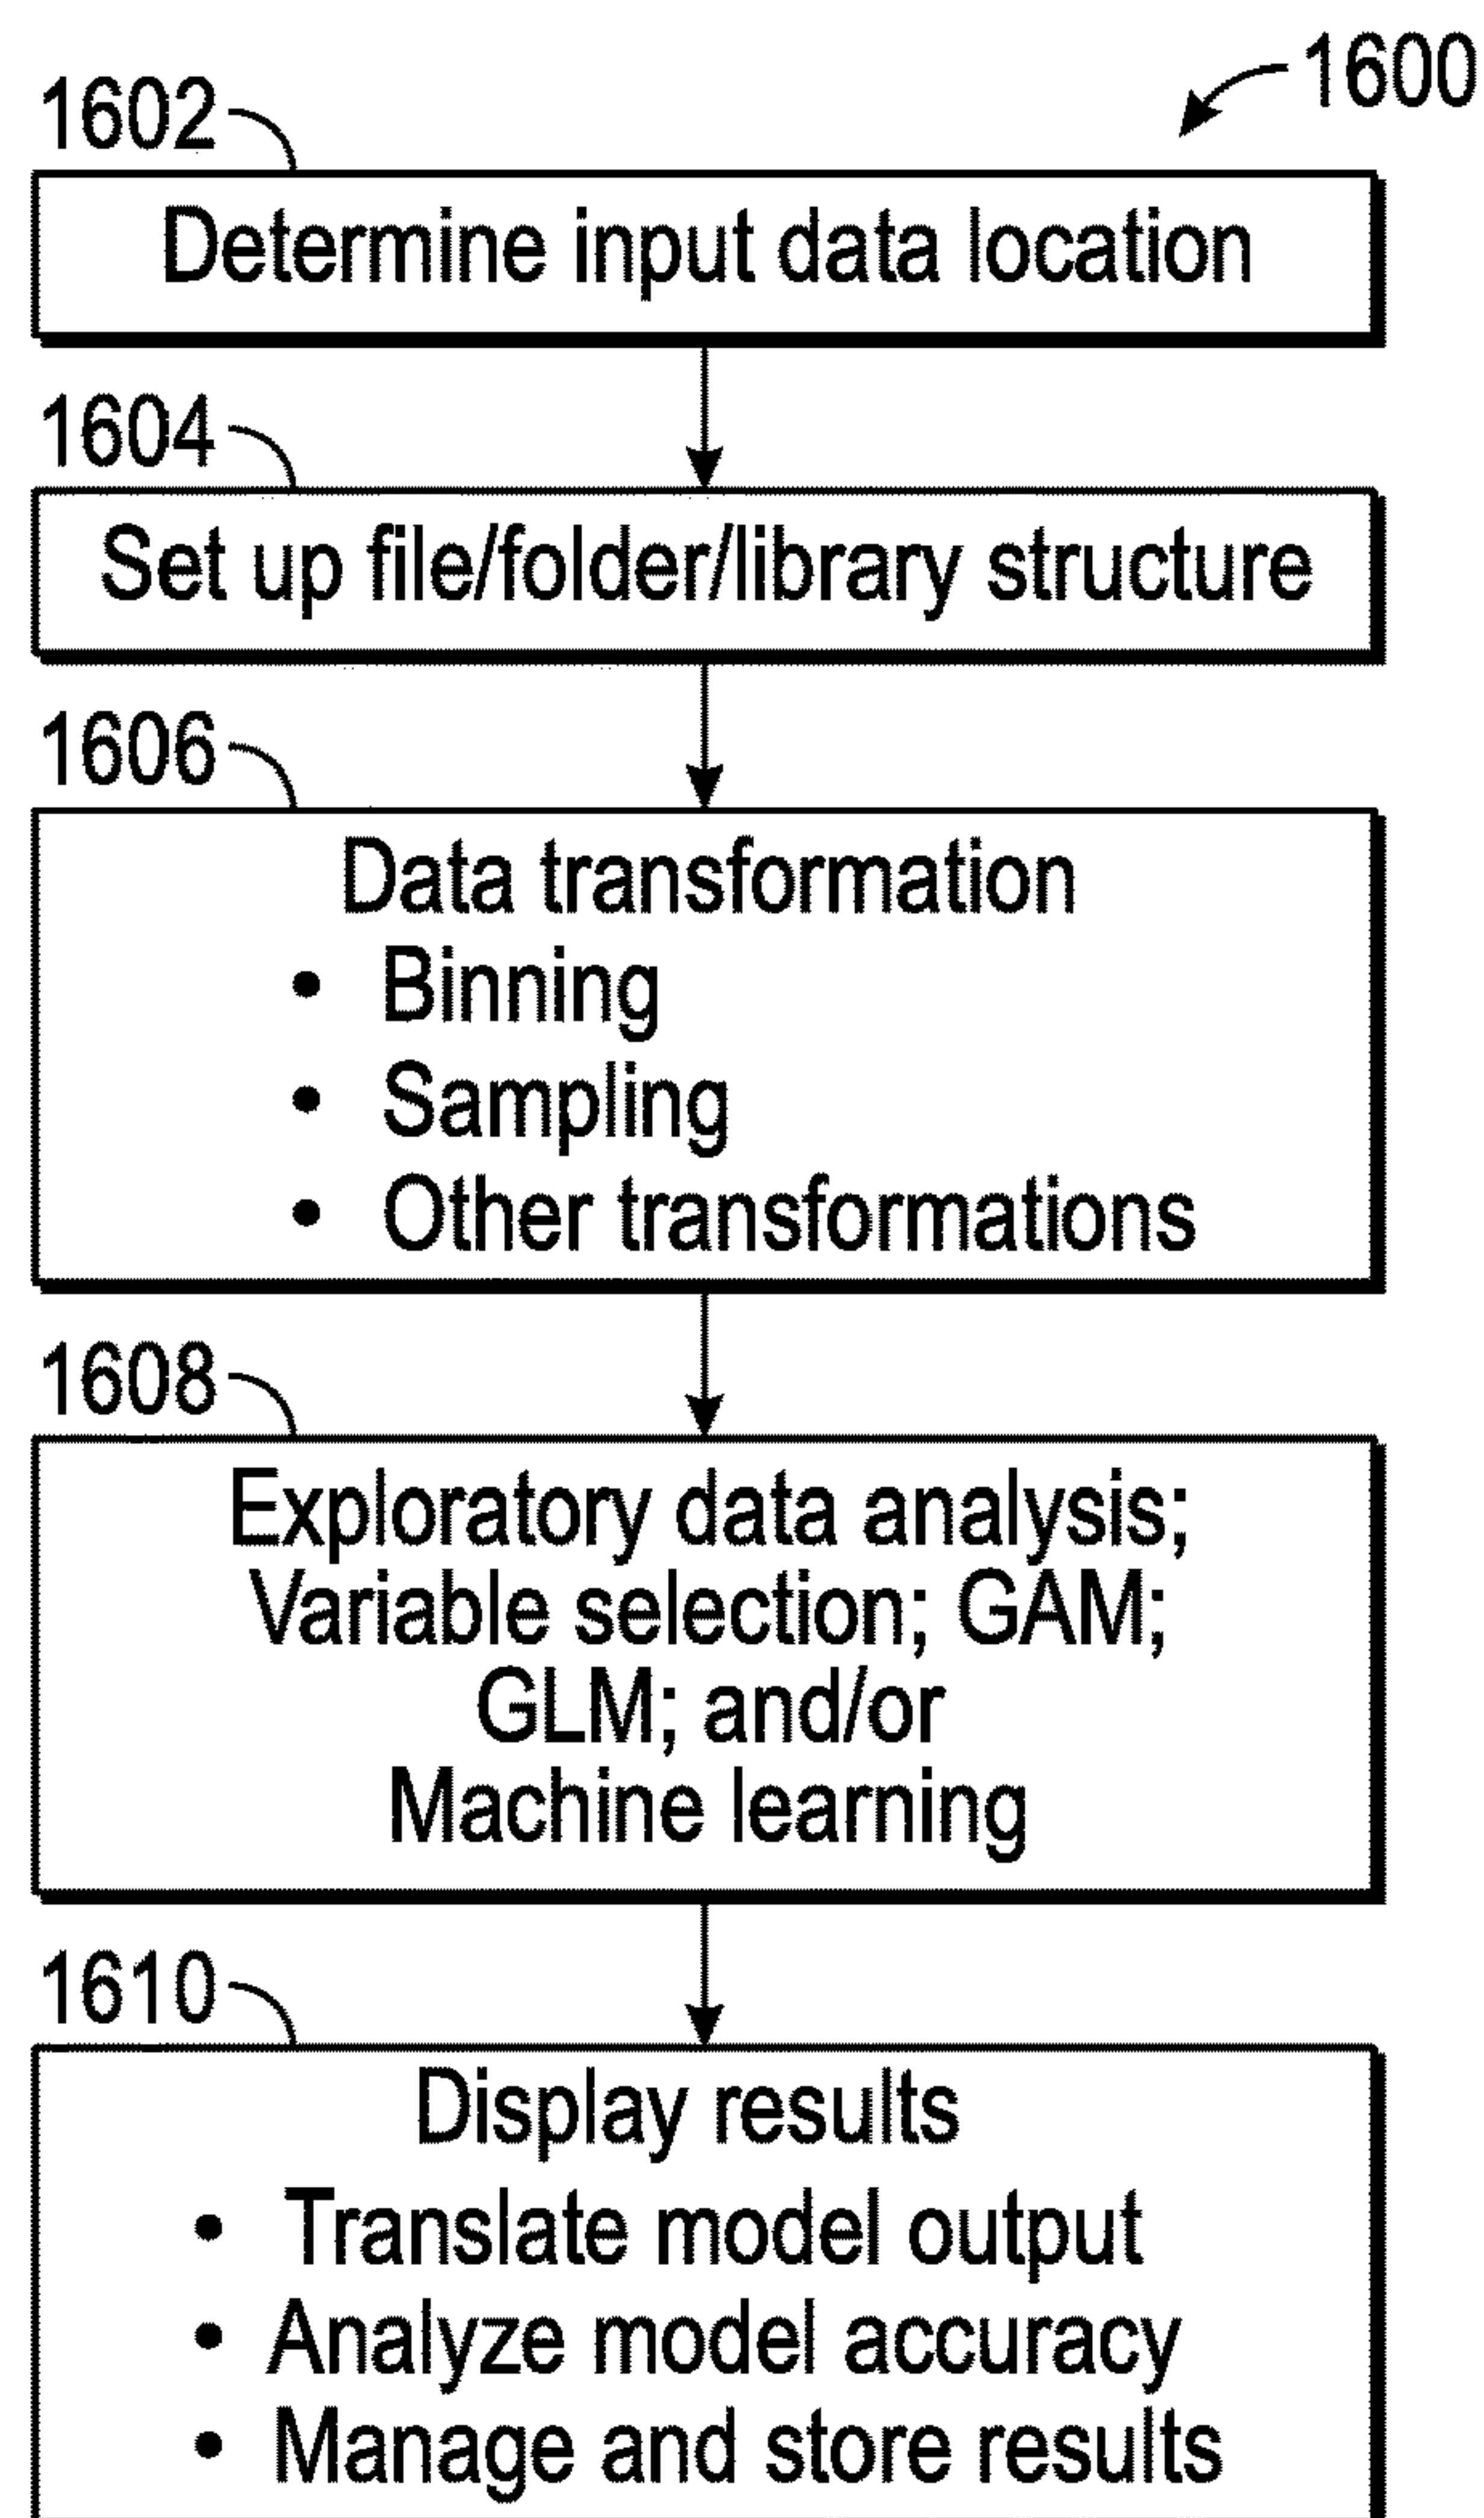 1600
1602
Determine input data location
1604
Set up file/folder/library structure
1606
Data transformation
• Binning
• Sampling
• Other transformations
1608
Exploratory data analysis;
Variable selection; GAM;
GLM; and/or
Machine learning
1610
Display results
• Translate model output
• Analyze model accuracy
• Manage and store results